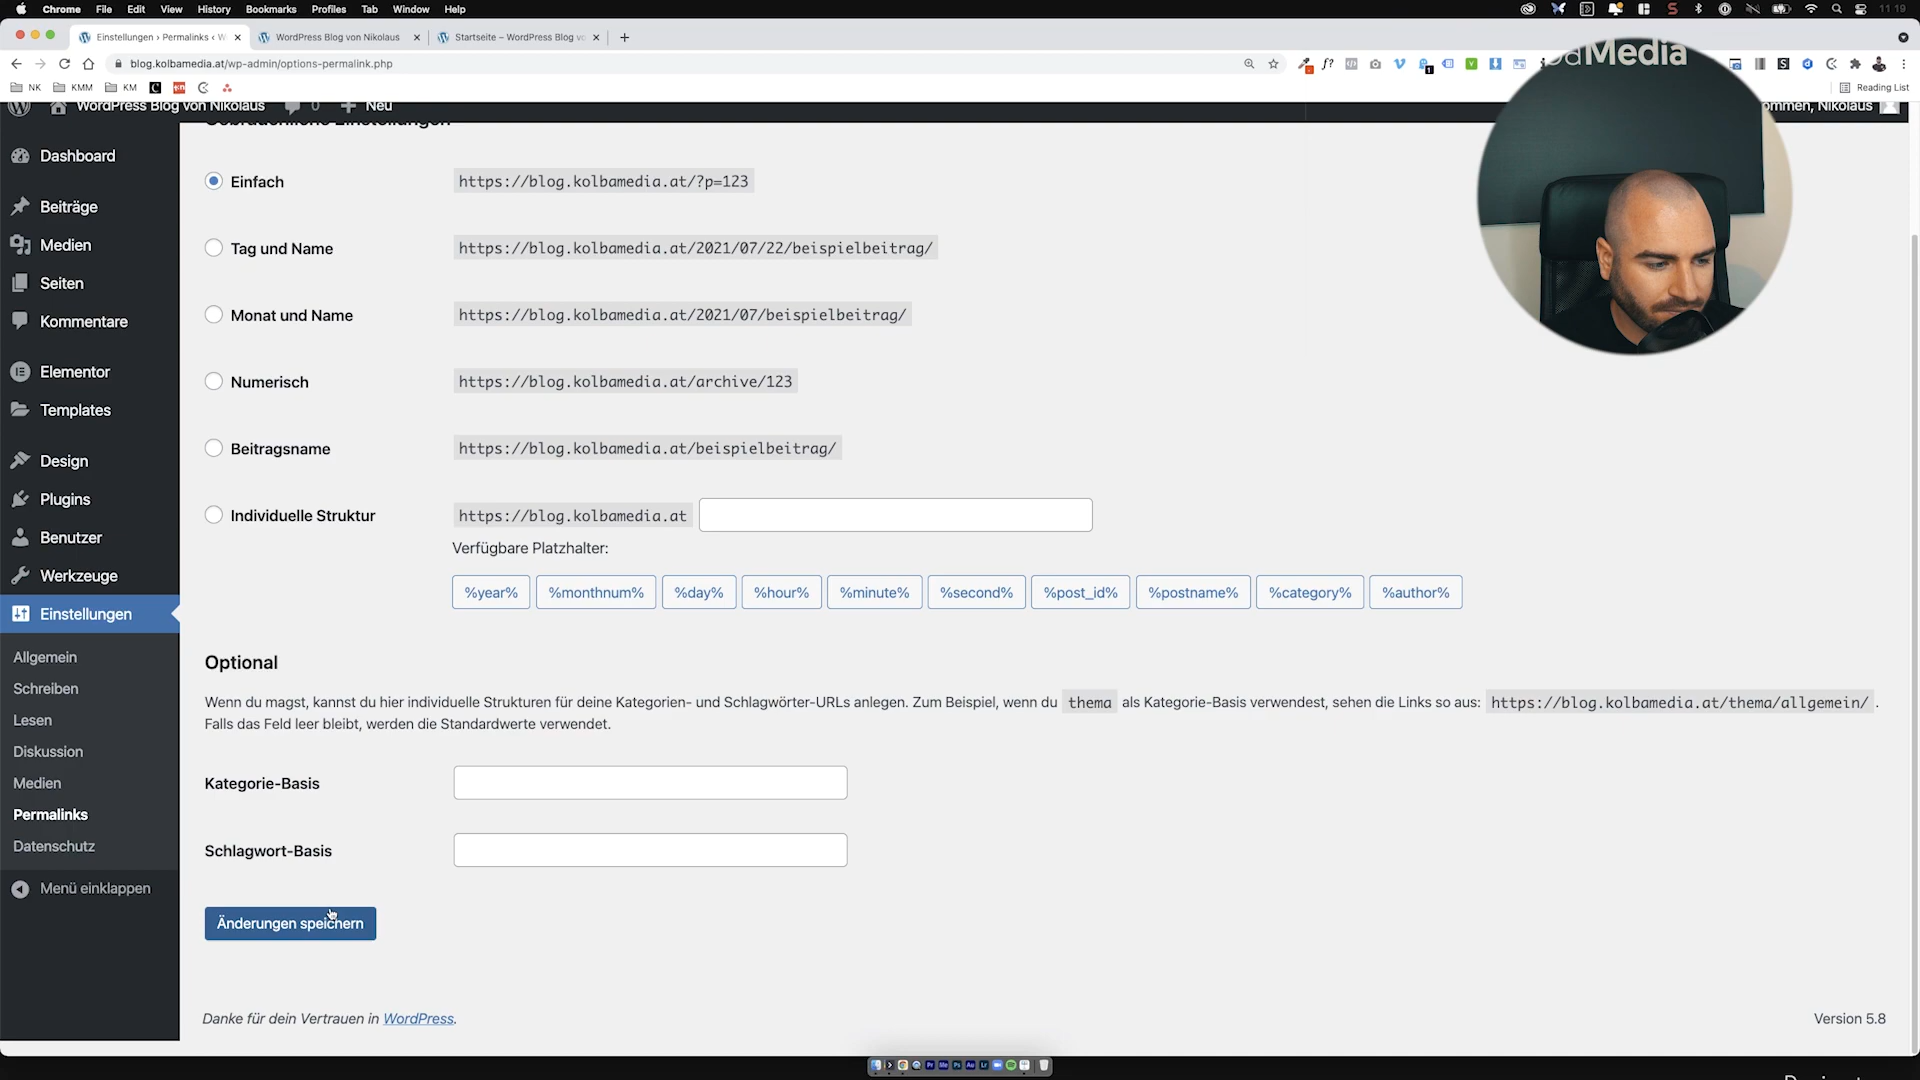 Chrome File Edit View History Bookmarks Profiles Tab Window Help 11 19
Einstellungen › Permalinks ‹ W
WordPress Blog von Nikolaus
Startseite – WordPress Blog vo
blog.kolbamedia.at/wp-admin/options-permalink.php
NK KMM KM Reading List
Media
WordPress Blog von Nikolaus 0 Neu
ommen, Nikolaus
Gebräuchliche Einstellungen
Dashboard
Beiträge
Medien
Seiten
Kommentare
Elementor
Templates
Design
Plugins
Benutzer
Werkzeuge
Einstellungen
Allgemein
Schreiben
Lesen
Diskussion
Medien
Permalinks
Datenschutz
Menü einklappen
Einfach https://blog.kolbamedia.at/?p=123
Tag und Name https://blog.kolbamedia.at/2021/07/22/beispielbeitrag/
Monat und Name https://blog.kolbamedia.at/2021/07/beispielbeitrag/
Numerisch https://blog.kolbamedia.at/archive/123
Beitragsname https://blog.kolbamedia.at/beispielbeitrag/
Individuelle Struktur https://blog.kolbamedia.at
Verfügbare Platzhalter:
%year% %monthnum% %day% %hour% %minute% %second% %post_id% %postname% %category% %author%
Optional
Wenn du magst, kannst du hier individuelle Strukturen für deine Kategorien- und Schlagwörter-URLs anlegen. Zum Beispiel, wenn du thema als Kategorie-Basis verwendest, sehen die Links so aus: https://blog.kolbamedia.at/thema/allgemein/ .
Falls das Feld leer bleibt, werden die Standardwerte verwendet.
Kategorie-Basis
Schlagwort-Basis
Änderungen speichern
Danke für dein Vertrauen in WordPress.
Version 5.8